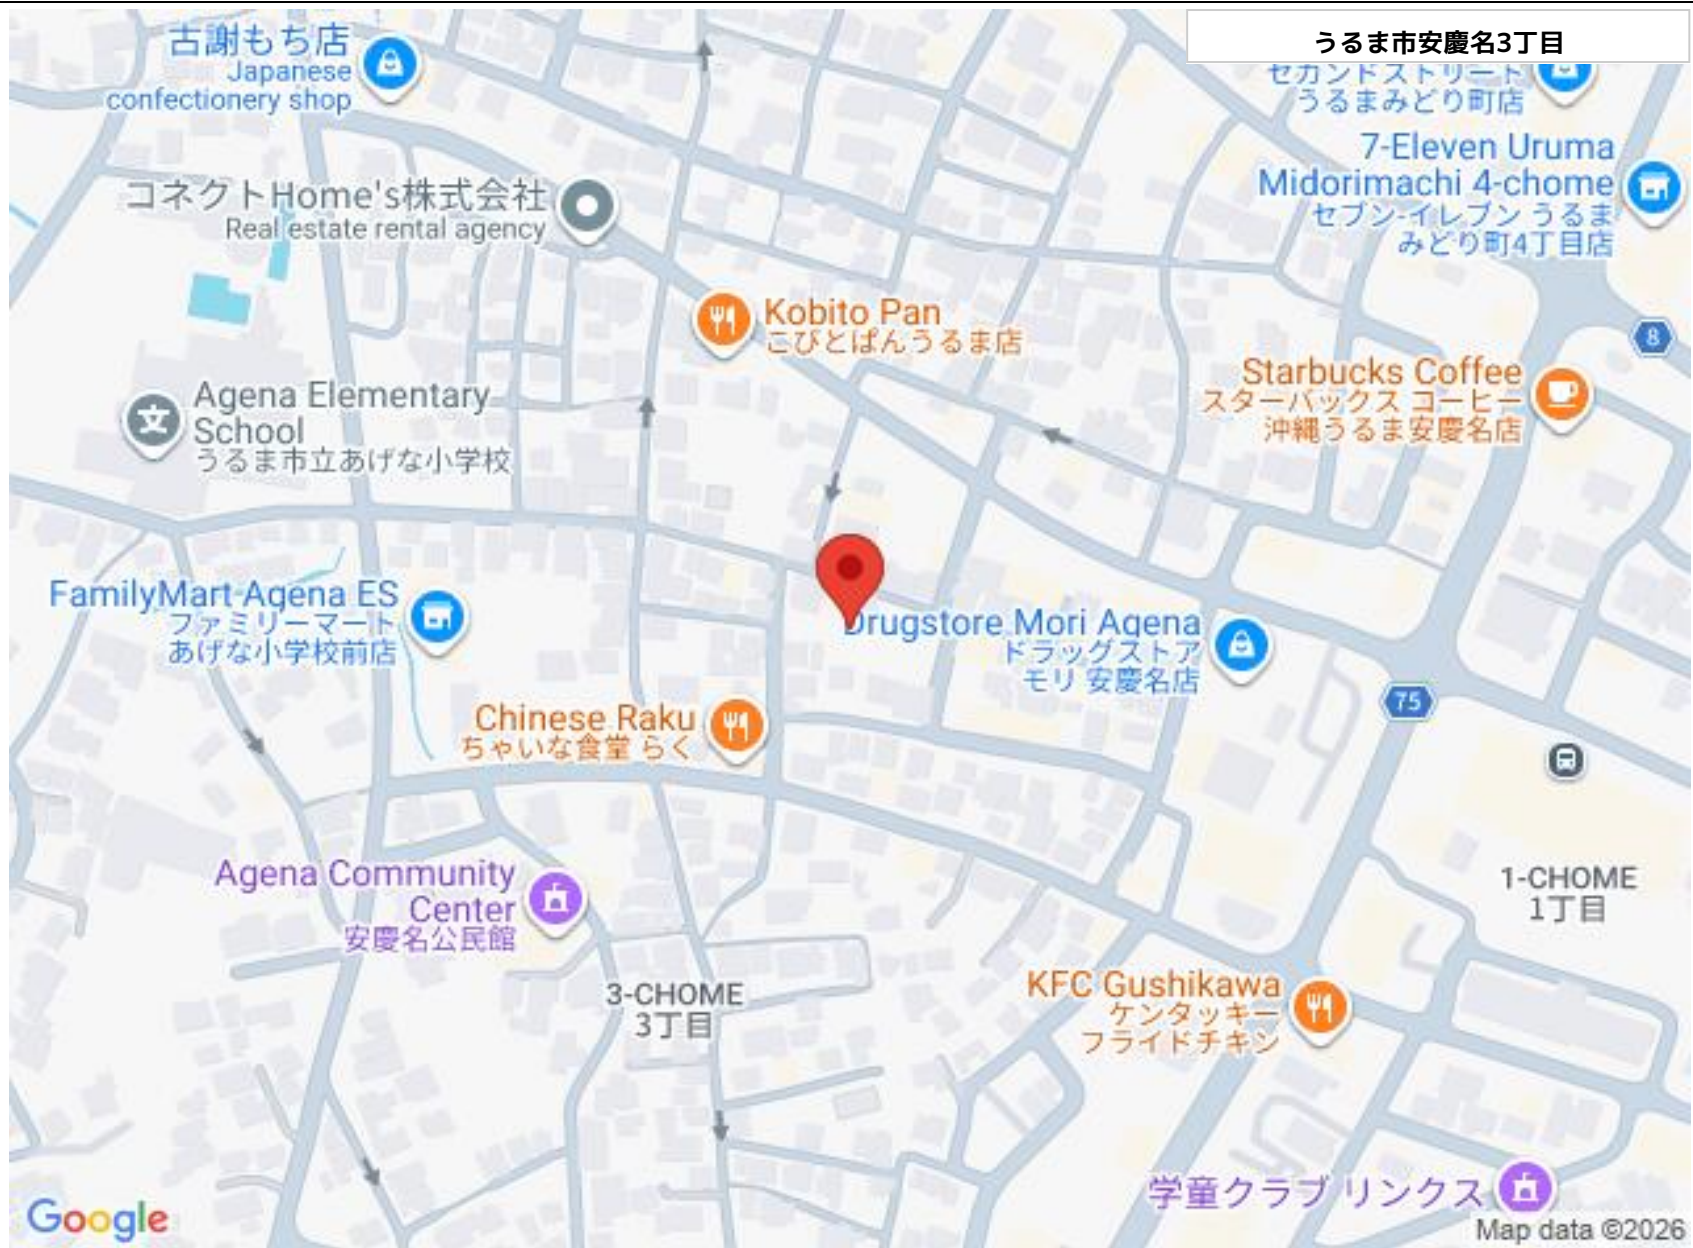 うるま市安慶名3丁目
古謝もち店
Japanese
confectionery shop
セカンドストリート
うるまみどり町店
7-Eleven Uruma
Midorimachi 4-chome
セブン-イレブン うるま
みどり町4丁目店
コネクトHome's株式会社
Real estate rental agency
Kobito Pan
こびとぱんうるま店
8
Starbucks Coffee
スターバックス コーヒー
沖縄うるま安慶名店
Agena Elementary
School
うるま市立あげな小学校
文
FamilyMart Agena ES
ファミリーマート
あげな小学校前店
Drugstore Mori Agena
ドラッグストア
モリ 安慶名店
75
Chinese Raku
ちゃいな食堂 らく
Agena Community
Center
安慶名公民館
1-CHOME
1丁目
3-CHOME
3丁目
KFC Gushikawa
ケンタッキー
フライドチキン
学童クラブ リンクス
Google
Map data ©2026